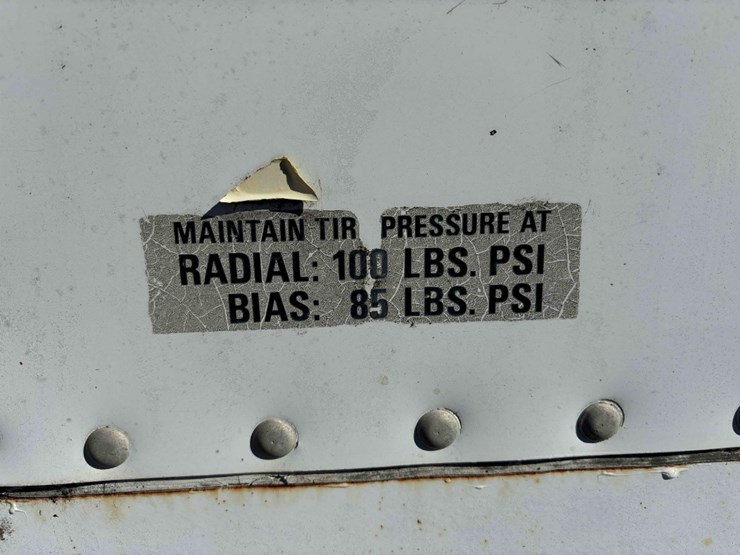 MAINTAIN TIR PRESSURE AT
RADIAL: 100 LBS. PSI
BIAS: 85 LBS. PSI